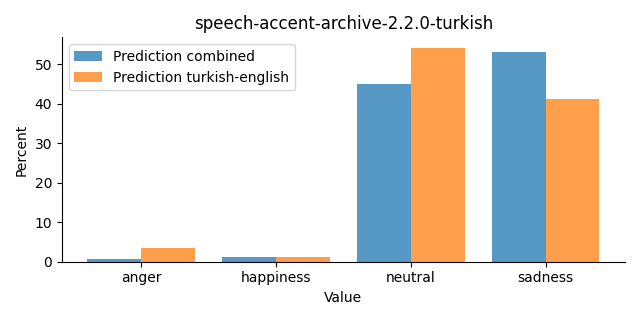 speech-accent-archive-2.2.0-turkish
Prediction combined
Prediction turkish-english
Percent
50
40
30
20
10
0
anger happiness neutral sadness
Value